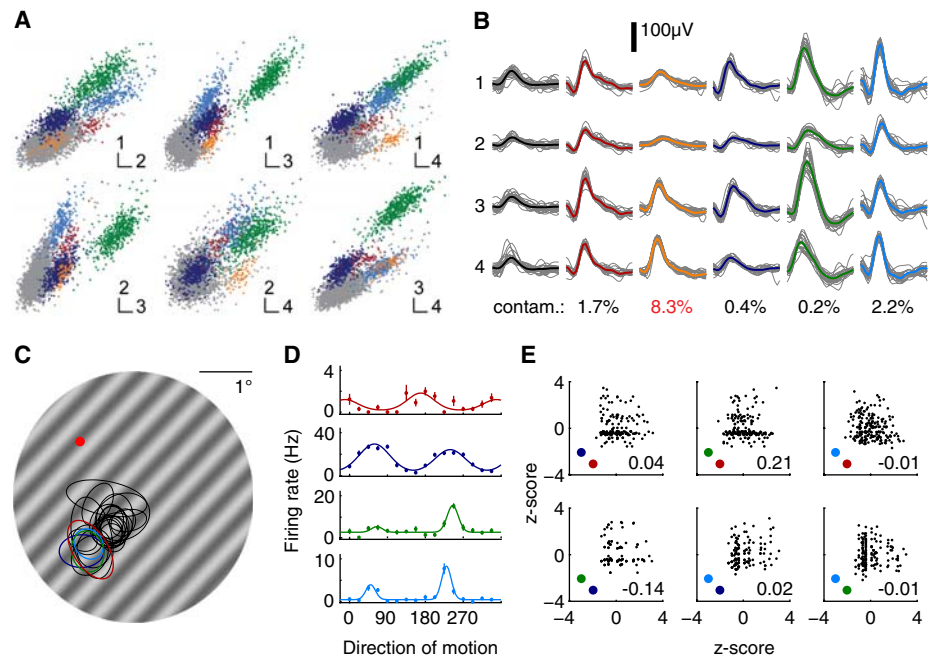 A
1
2
1
3
1
4
2
3
2
4
3
4
B
100µV
1
2
3
4
contam.: 1.7% 8.3% 0.4% 0.2% 2.2%
C
1°
D
Firing rate (Hz)
4
0
40
0
20
0
10
0
0 90 180 270
Direction of motion
E
z-score
4
0
−4
0.04
0.21
-0.01
4
0
−4
-0.14
0.02
-0.01
−4 0 4
−4 0 4
−4 0 4
z-score